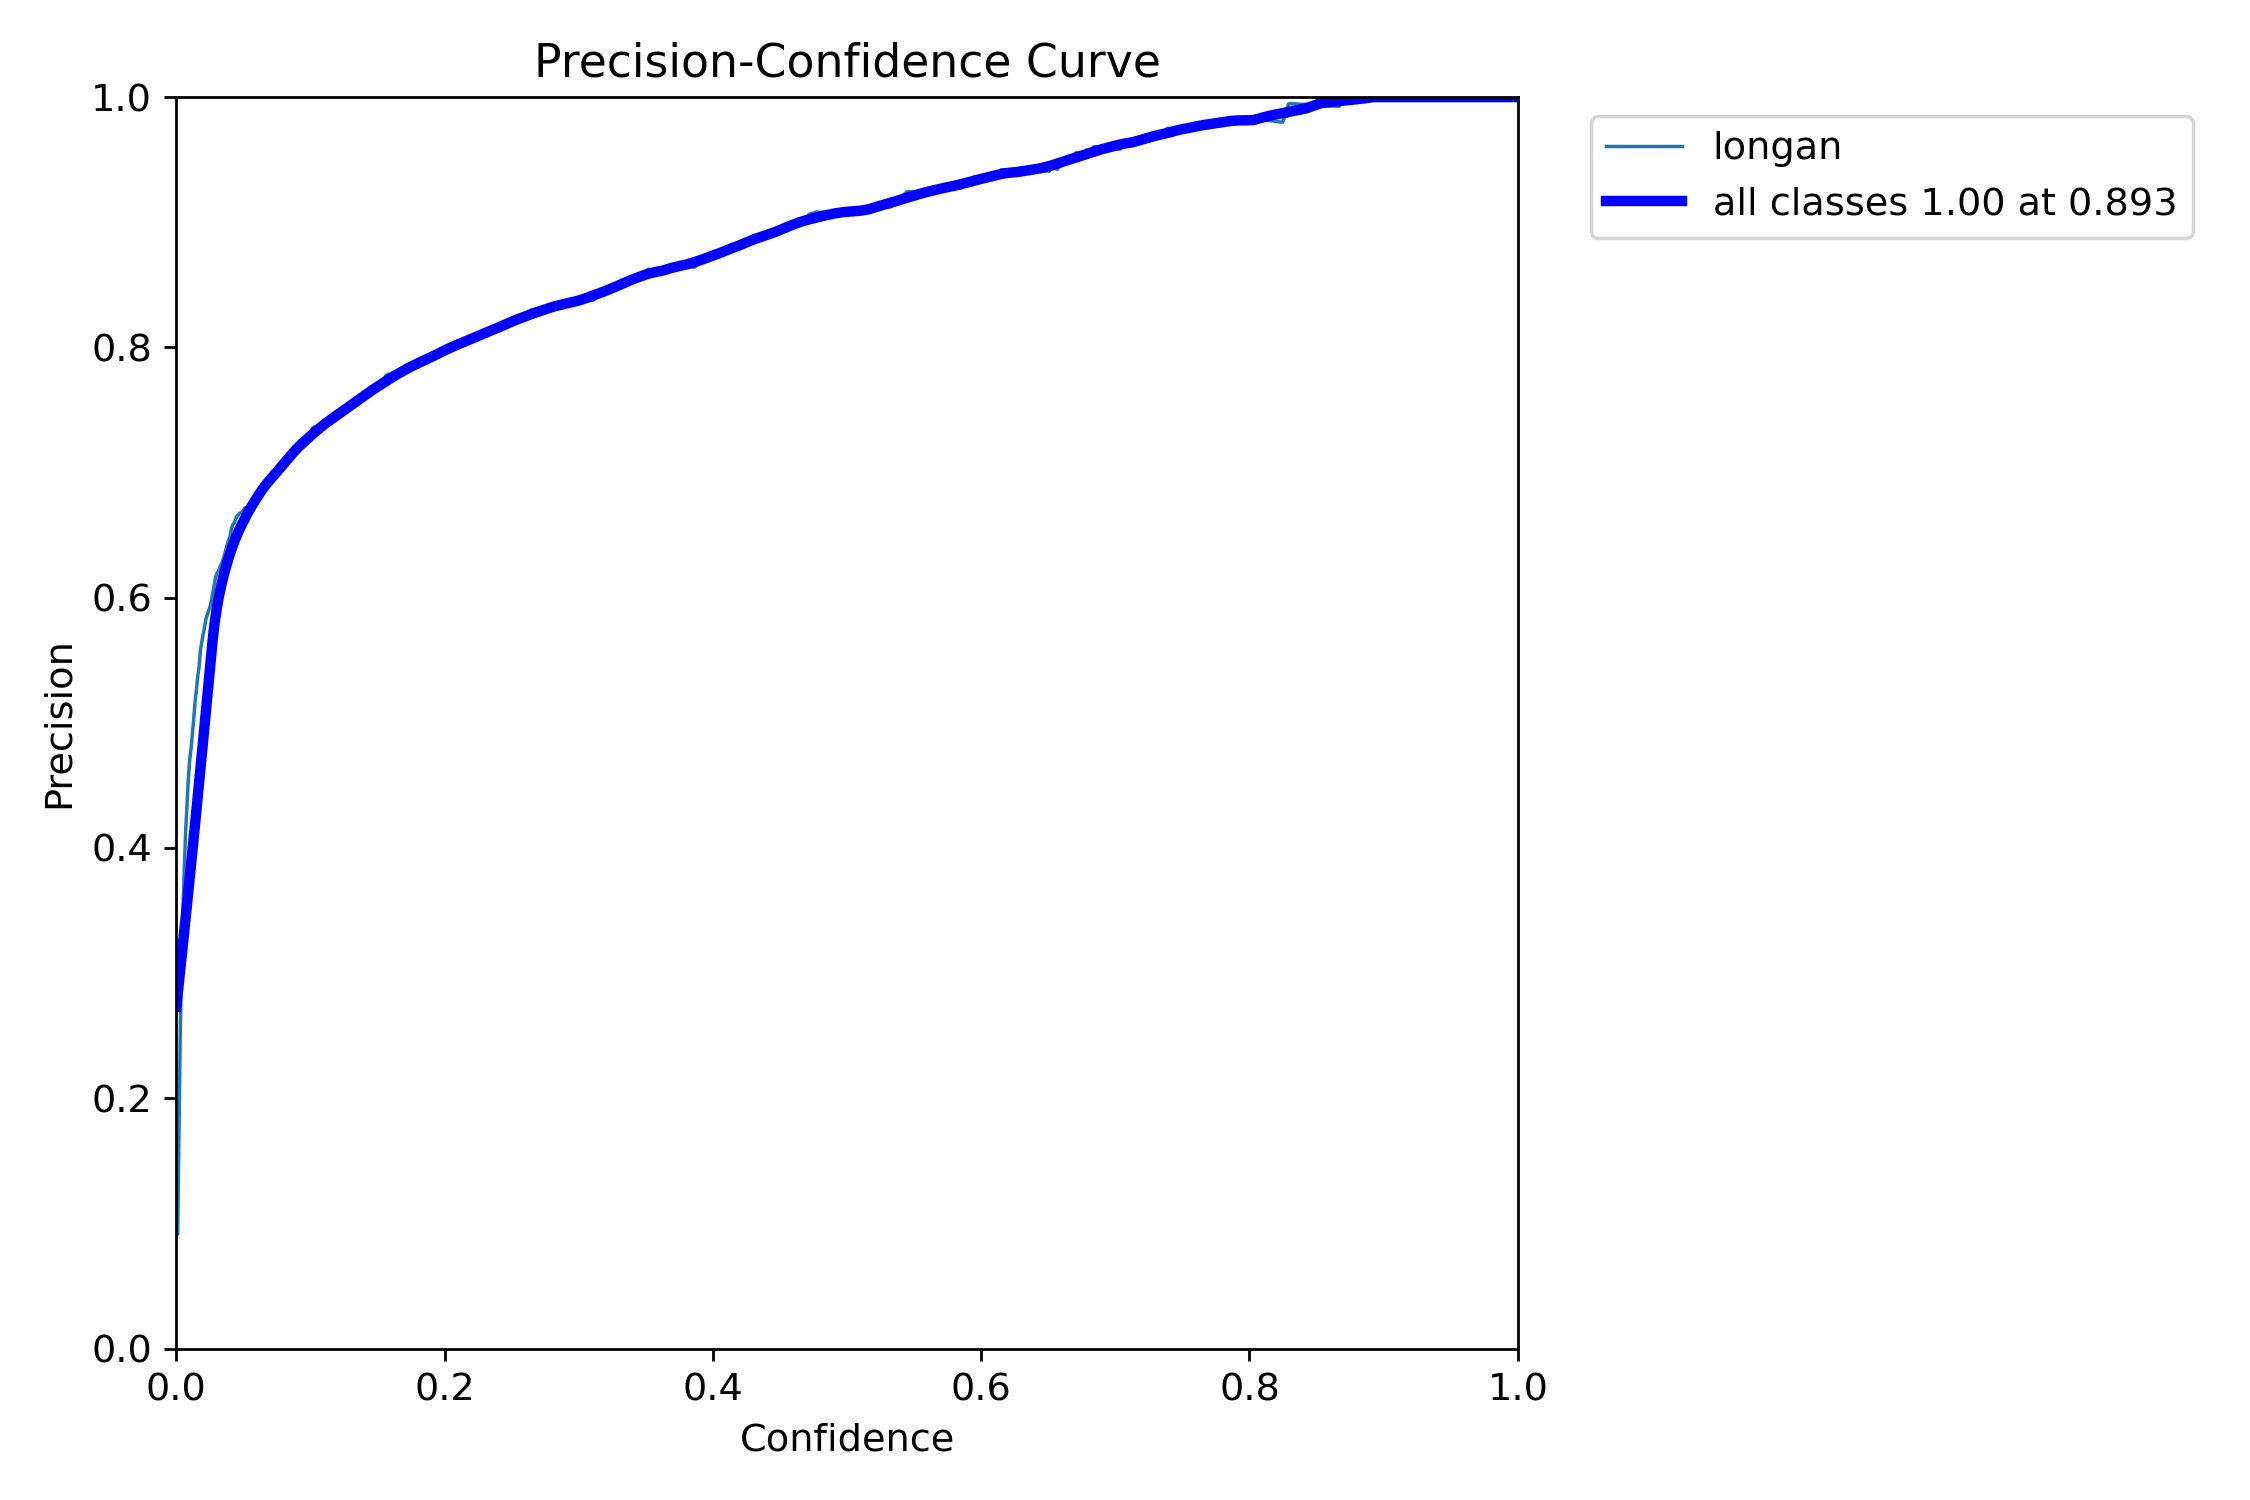 Precision-Confidence Curve
1.0
0.8
0.6
0.4
0.2
0.0
Precision
0.0 0.2 0.4 0.6 0.8 1.0
Confidence
longan
all classes 1.00 at 0.893